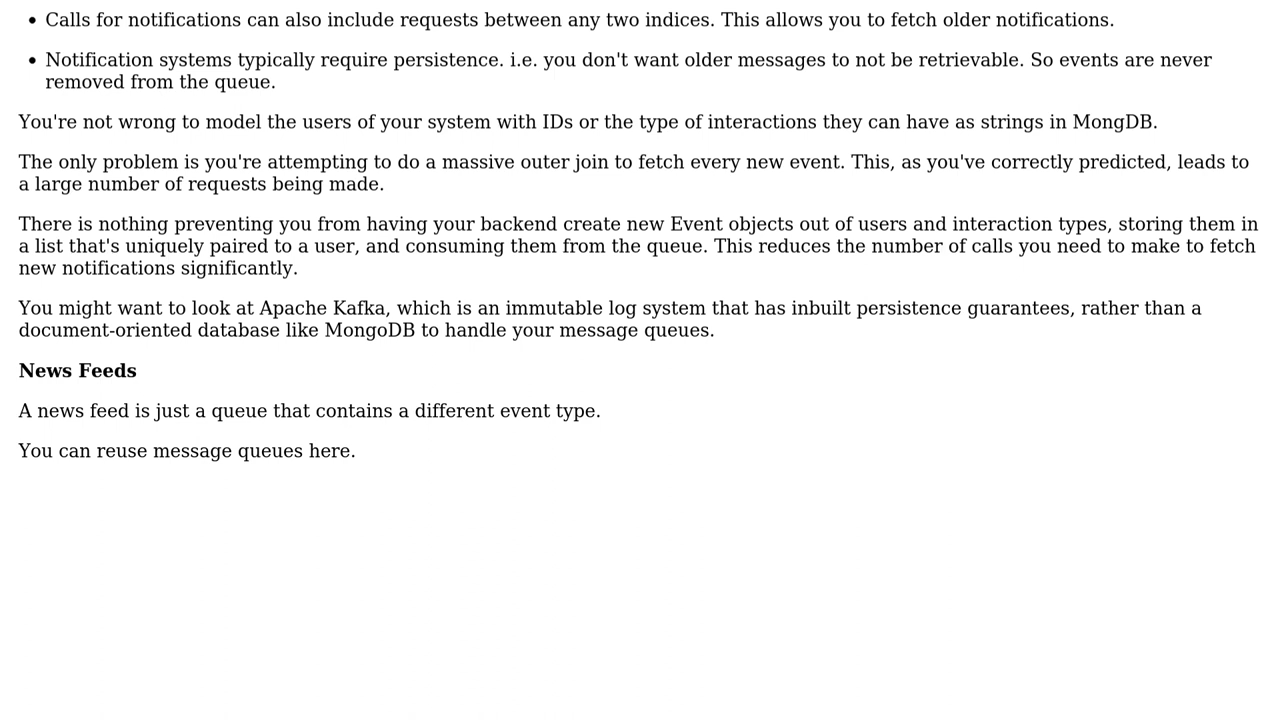 • Calls for notifications can also include requests between any two indices. This allows you to fetch older notifications.
• Notification systems typically require persistence. i.e. you don't want older messages to not be retrievable. So events are never
removed from the queue.
You're not wrong to model the users of your system with IDs or the type of interactions they can have as strings in MongDB.
The only problem is you're attempting to do a massive outer join to fetch every new event. This, as you've correctly predicted, leads to
a large number of requests being made.
There is nothing preventing you from having your backend create new Event objects out of users and interaction types, storing them in
a list that's uniquely paired to a user, and consuming them from the queue. This reduces the number of calls you need to make to fetch
new notifications significantly.
You might want to look at Apache Kafka, which is an immutable log system that has inbuilt persistence guarantees, rather than a
document-oriented database like MongoDB to handle your message queues.
News Feeds
A news feed is just a queue that contains a different event type.
You can reuse message queues here.